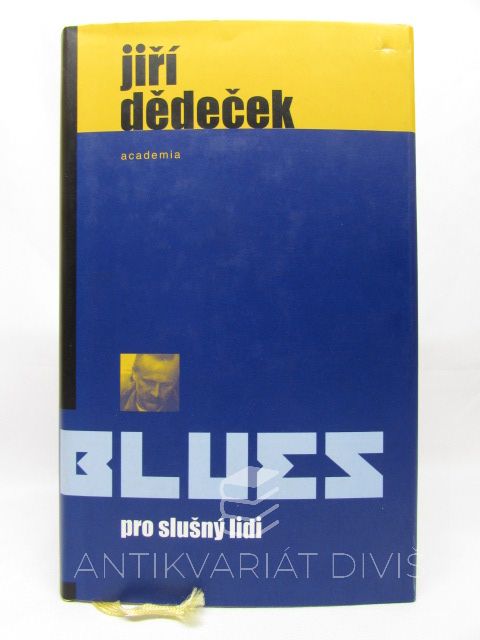 jiří
dědeček
academia
BLUES
pro slušný lidi
ANTIKVARIÁT DIVIŠ